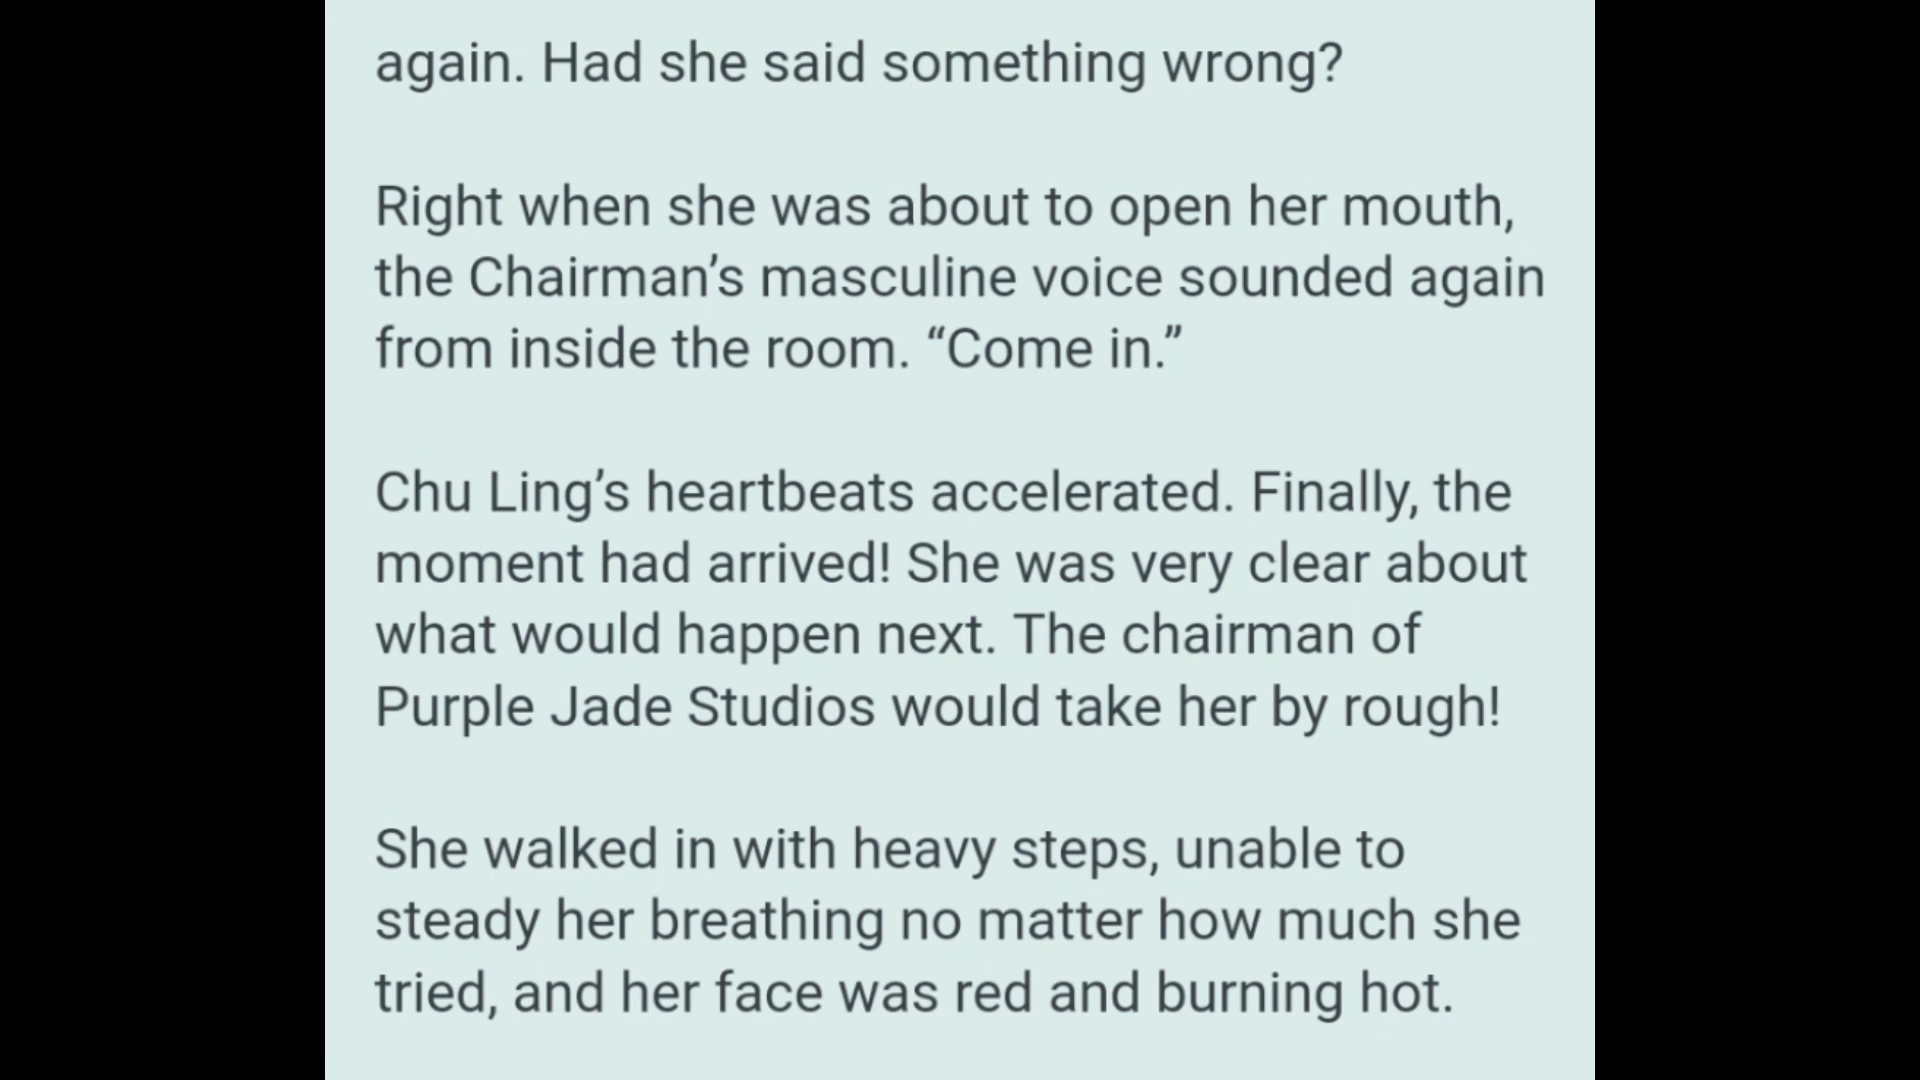 again. Had she said something wrong?
Right when she was about to open her mouth,
the Chairman’s masculine voice sounded again
from inside the room. “Come in.”
Chu Ling’s heartbeats accelerated. Finally, the
moment had arrived! She was very clear about
what would happen next. The chairman of
Purple Jade Studios would take her by rough!
She walked in with heavy steps, unable to
steady her breathing no matter how much she
tried, and her face was red and burning hot.